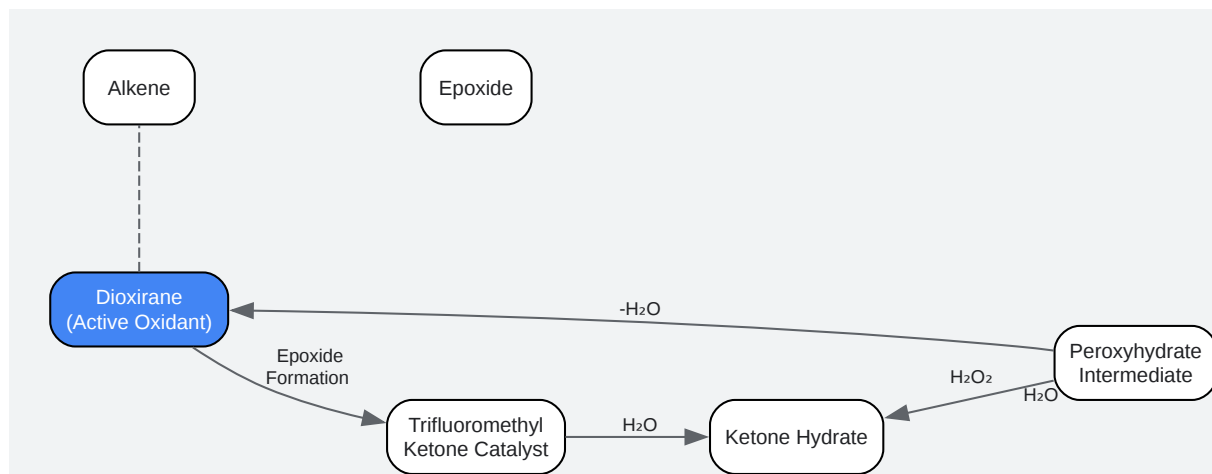 Alkene
Epoxide
Dioxirane
(Active Oxidant)
-H₂O
Epoxide
Formation
Peroxyhydrate
Intermediate
H₂O₂
H₂O
Trifluoromethyl
Ketone Catalyst
H₂O
Ketone Hydrate